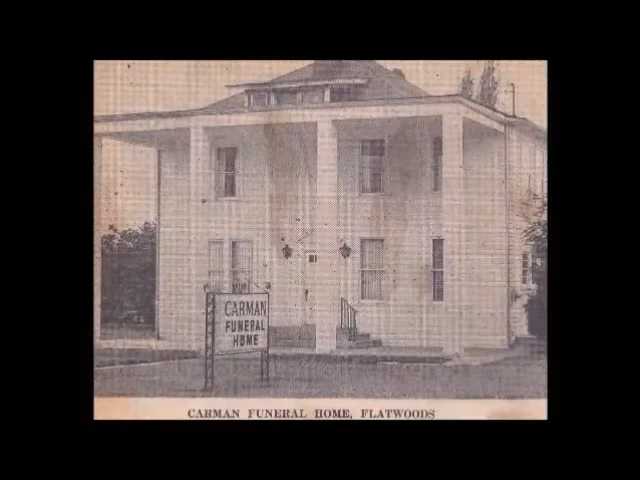 CARMAN
FUNERAL
HOME
CARMAN FUNERAL HOME, FLATWOODS